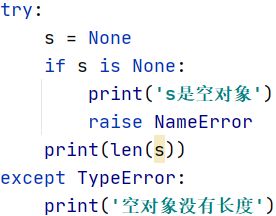 try:
    s = None
    if s is None:
        print('s是空对象')
        raise NameError
    print(len(s))
except TypeError:
    print('空对象没有长度')